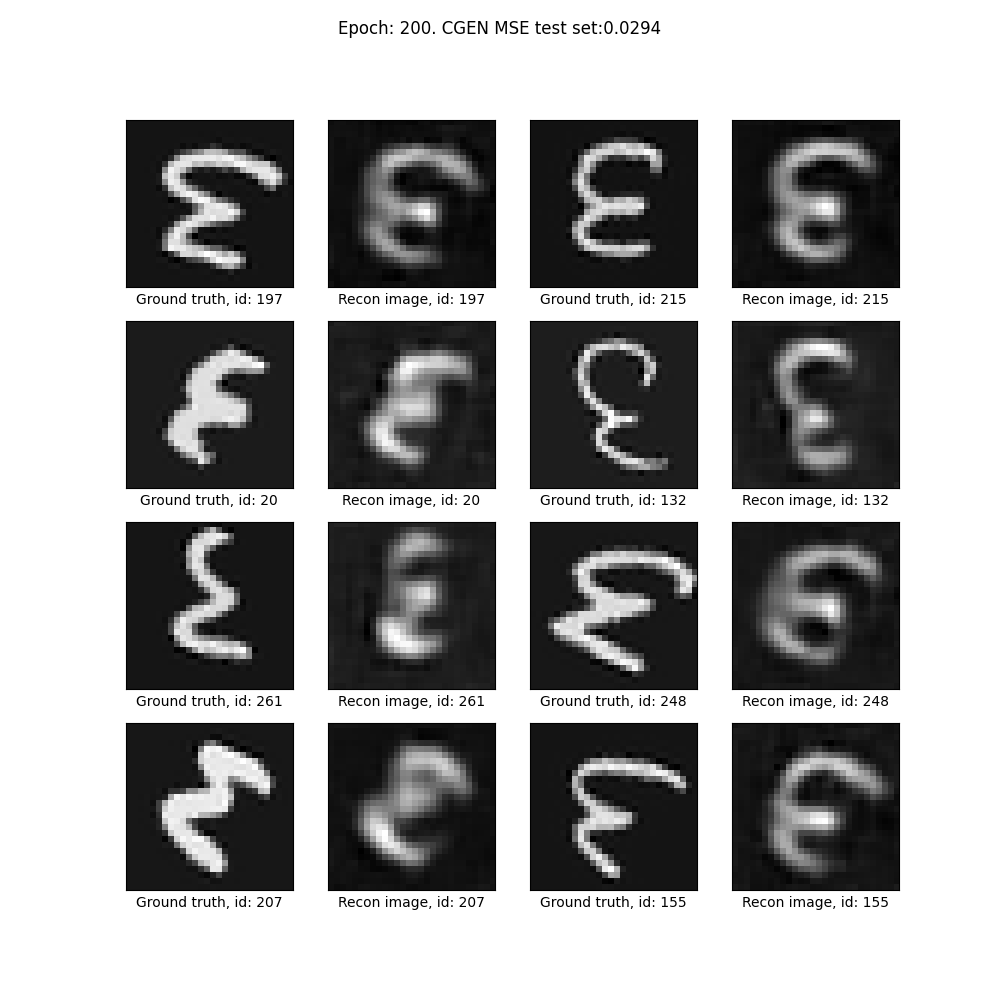 Epoch: 200. CGEN MSE test set:0.0294
Ground truth, id: 197 Recon image, id: 197 Ground truth, id: 215 Recon image, id: 215
Ground truth, id: 20 Recon image, id: 20 Ground truth, id: 132 Recon image, id: 132
Ground truth, id: 261 Recon image, id: 261 Ground truth, id: 248 Recon image, id: 248
Ground truth, id: 207 Recon image, id: 207 Ground truth, id: 155 Recon image, id: 155